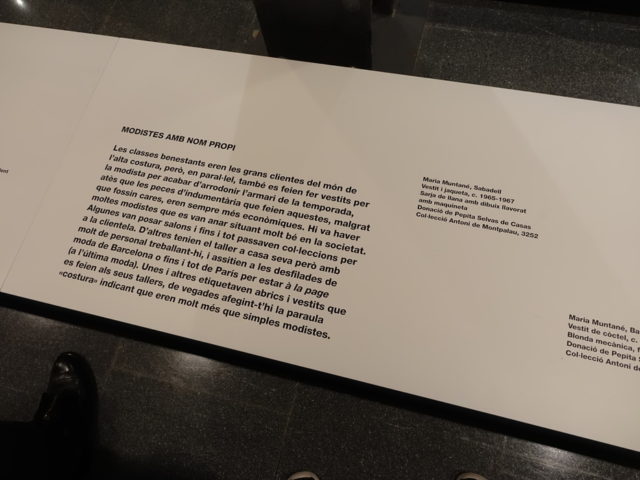 MODISTES AMB NOM PROPI
Les classes benestants eren les grans clientes del món de
l'alta costura, però, en paral·lel, també es feien fer vestits per
la modista per acabar d'arrodonir l'armari de la temporada,
atès que les peces d'indumentària que feien aquestes, malgrat
que fossin cares, eren sempre més econòmiques. Hi va haver
moltes modistes que es van anar situant molt bé en la societat.
Algunes van posar salons i fins i tot passaven col·leccions per
a la clientela. D'altres tenien el taller a casa seva però amb
molt de personal treballant-hi, i assitien a les desfilades de
moda de Barcelona o fins i tot de París per estar à la page
(a l'última moda). Unes i altres etiquetaven abrics i vestits que
es feien als seus tallers, de vegades afegint-t'hi la paraula
«costura» indicant que eren molt més que simples modistes.
Maria Muntané, Sabadell
Vestit i jaqueta, c. 1965-1967
Sarja de llana amb dibuix llavorat
amb maquineta
Donació de Pepita Selvas de Casas
Col·lecció Antoni de Montpalau, 3252
Maria Muntané, Ba
Vestit de còctel, c.
Blonda mecànica, f
Donació de Pepita S
Col·lecció Antoni de